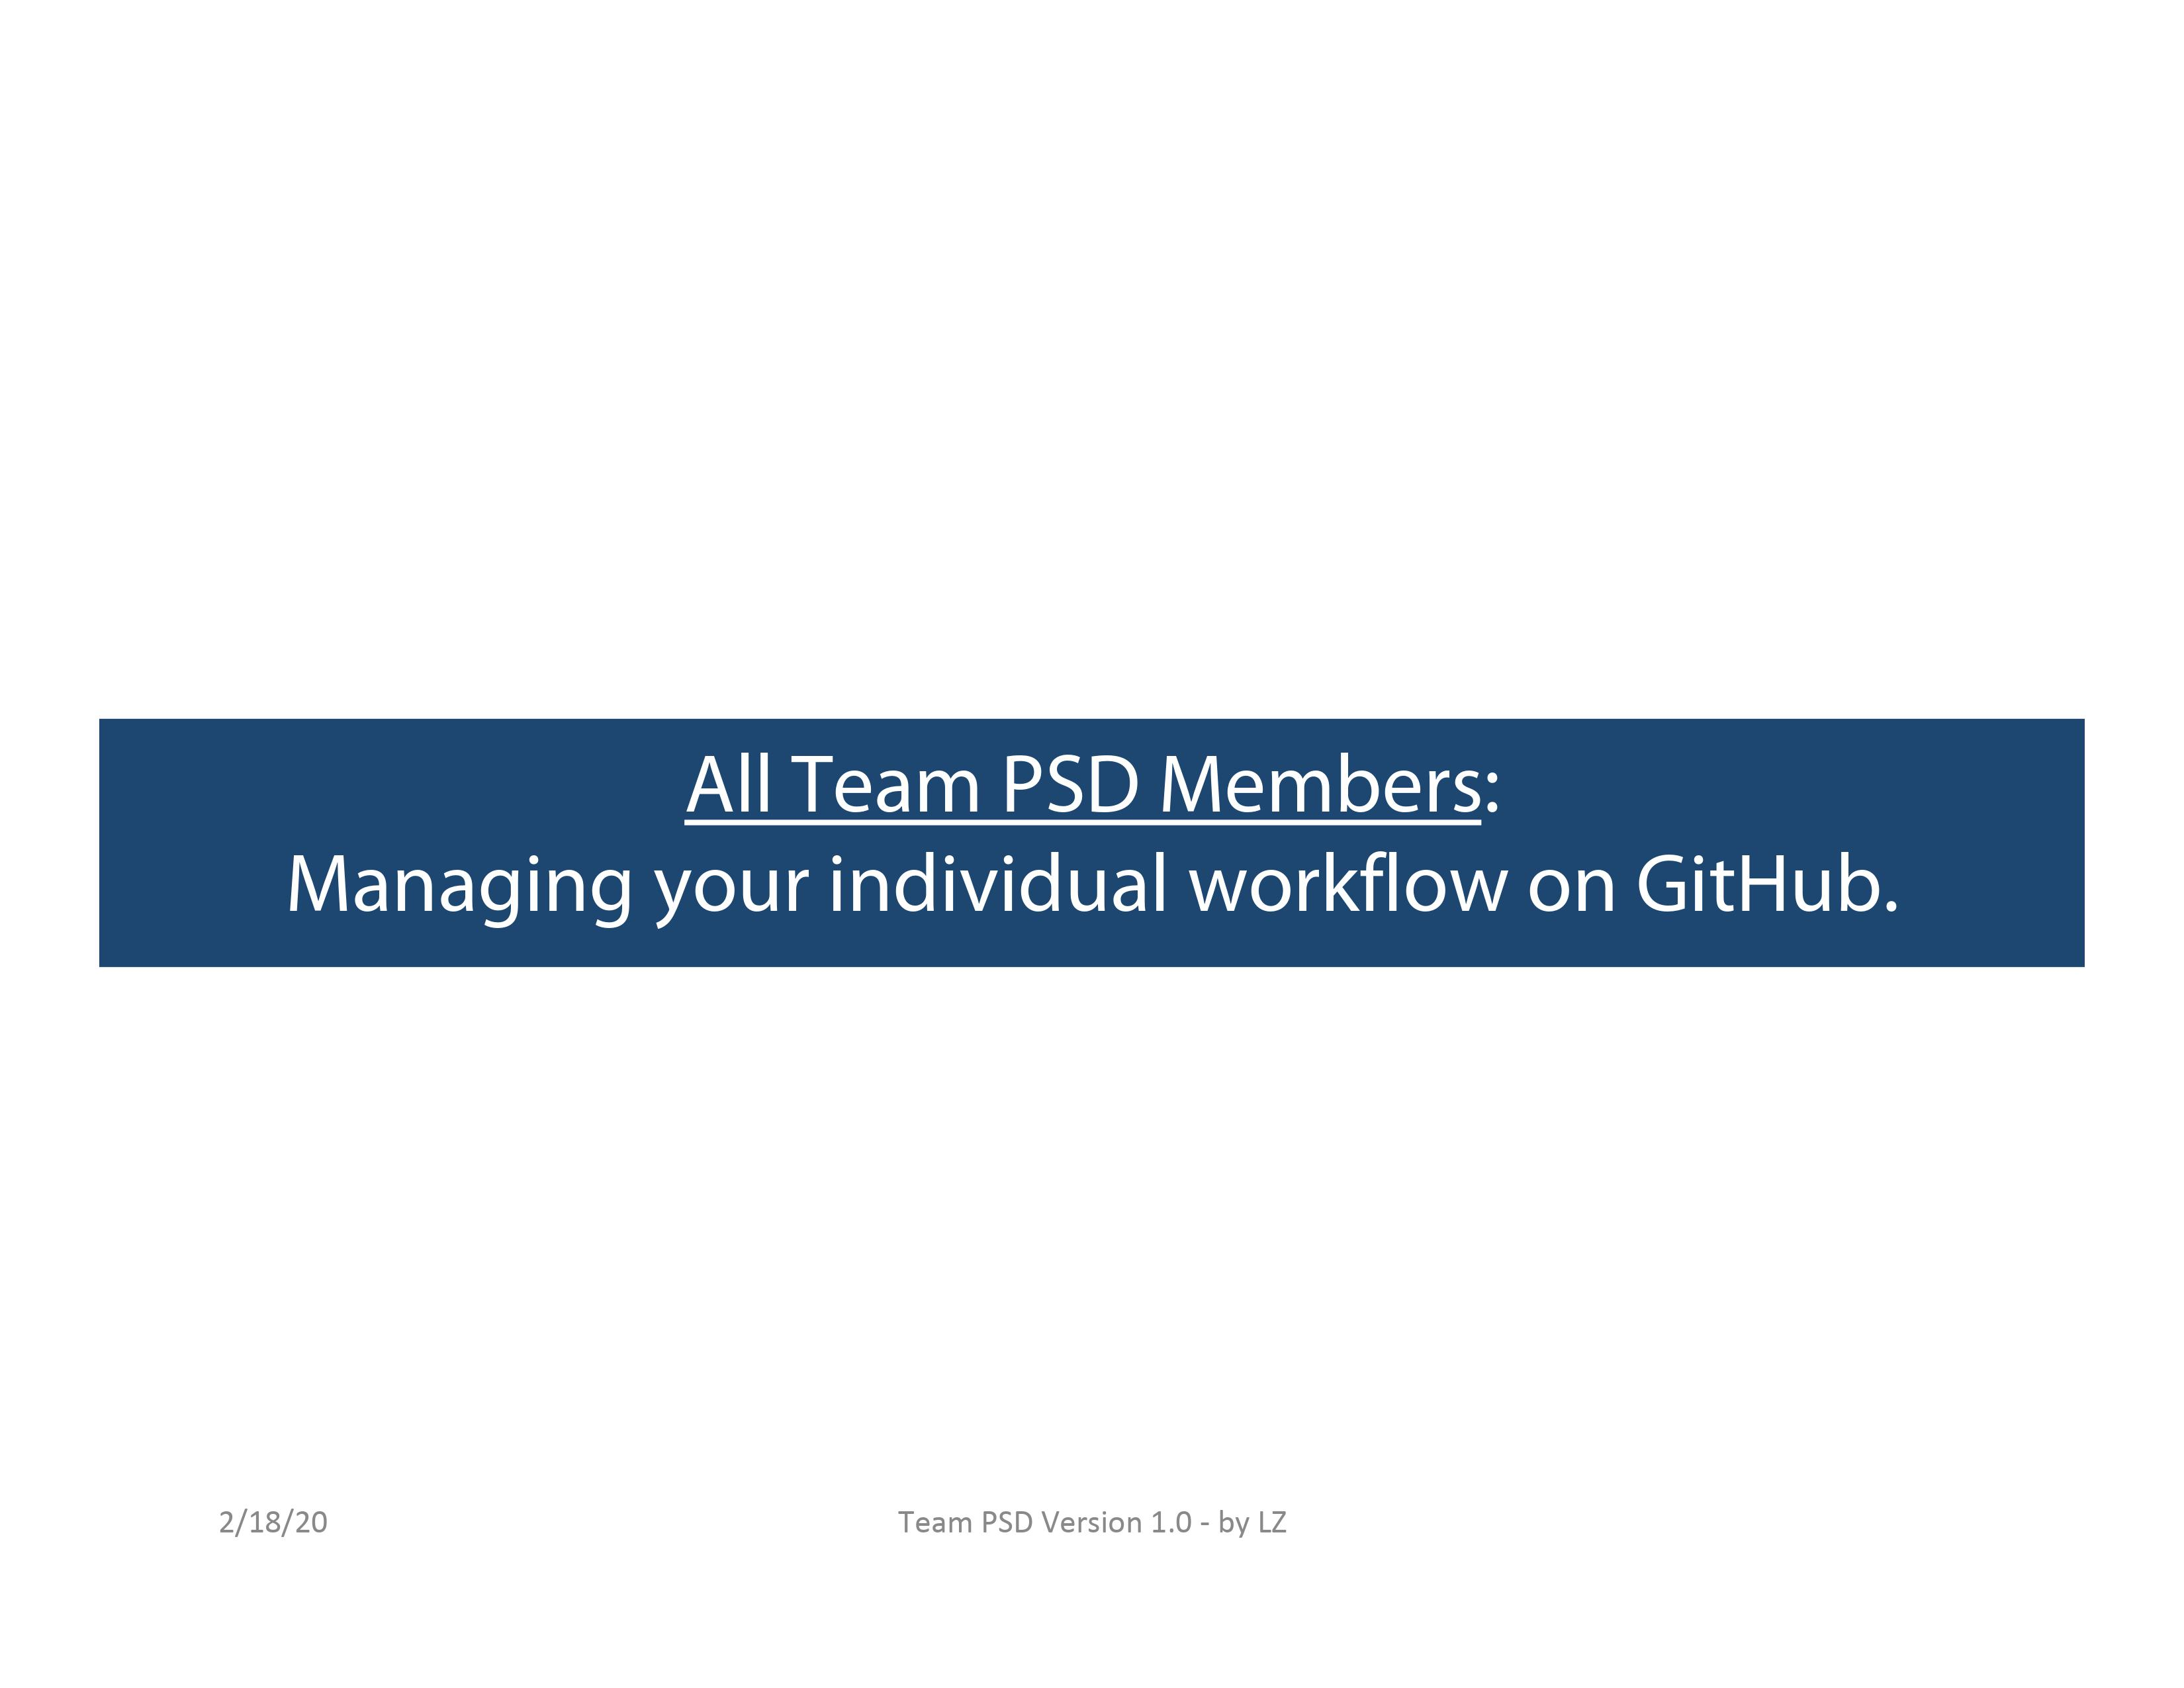 All Team PSD Members:
Managing your individual workflow on GitHub.
2/18/20
Team PSD Version 1.0 - by LZ